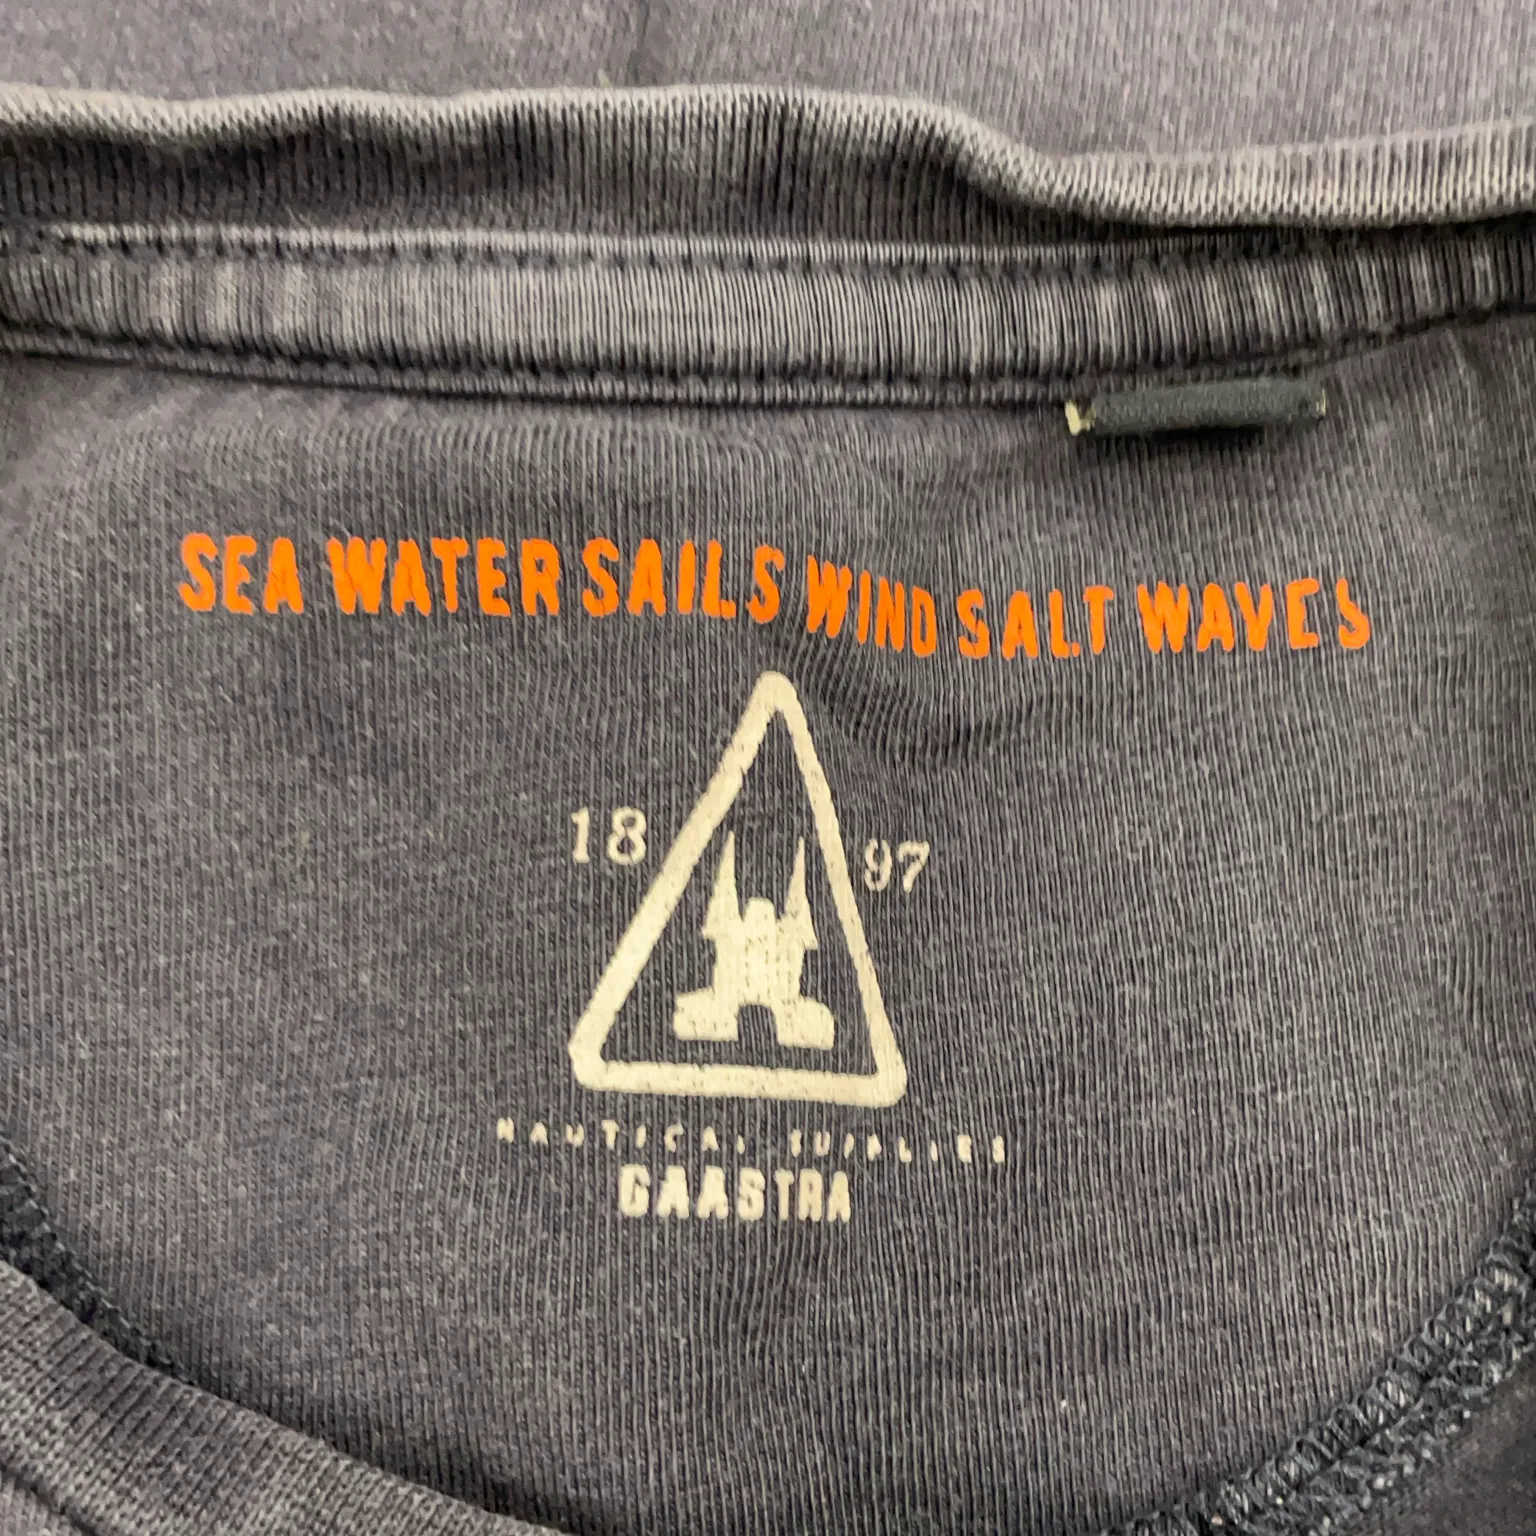 SEA WATER SAILS WIND SALT WAVES
18 97
NAUTICAL SUPPLIES
GAASTRA